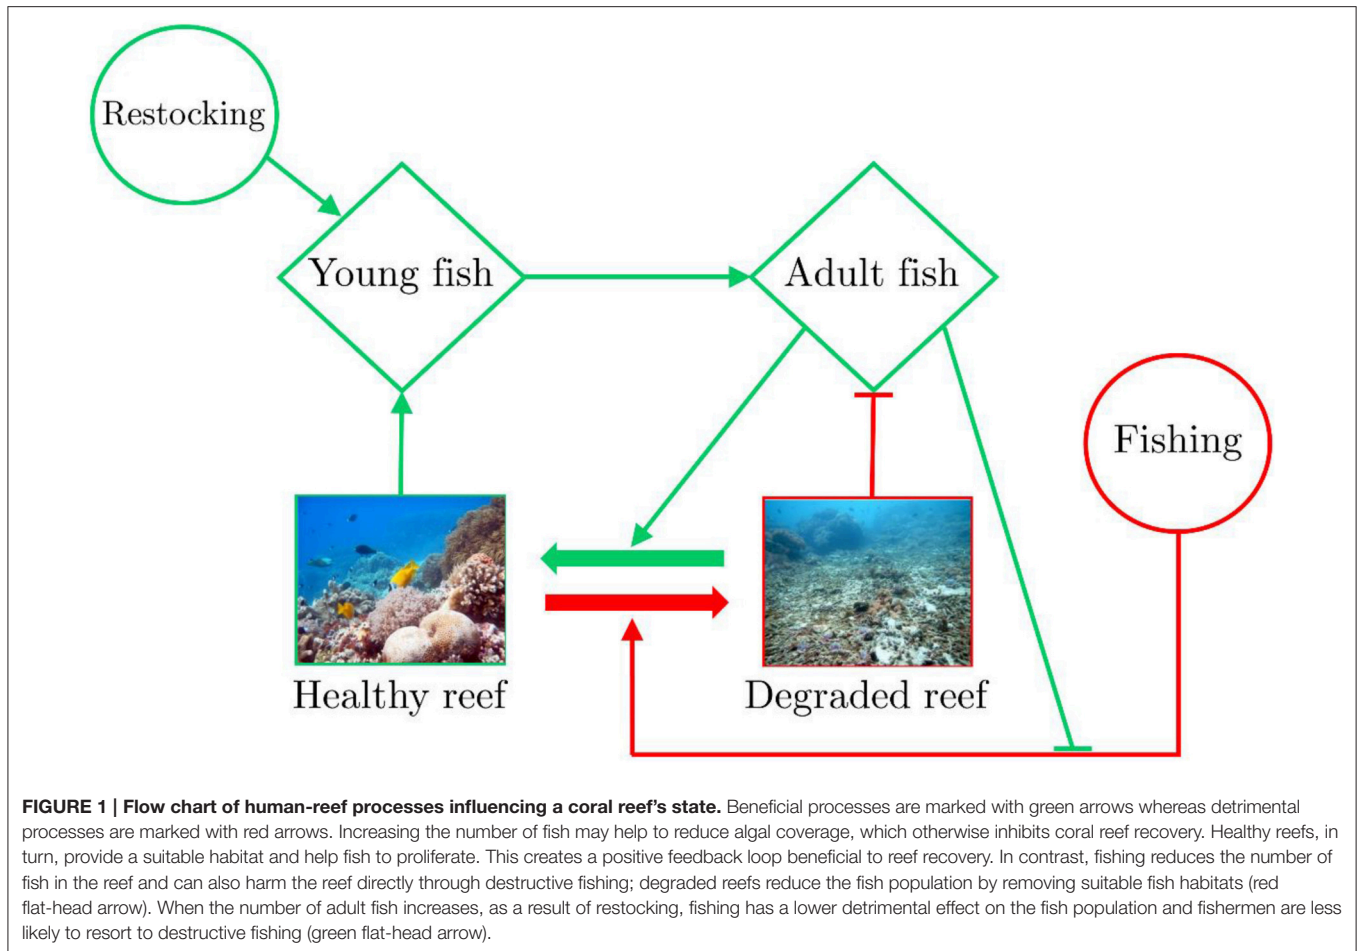 Restocking
Young fish
Adult fish
Fishing
Healthy reef
Degraded reef
FIGURE 1 | Flow chart of human-reef processes influencing a coral reef's state. Beneficial processes are marked with green arrows whereas detrimental
processes are marked with red arrows. Increasing the number of fish may help to reduce algal coverage, which otherwise inhibits coral reef recovery. Healthy reefs, in
turn, provide a suitable habitat and help fish to proliferate. This creates a positive feedback loop beneficial to reef recovery. In contrast, fishing reduces the number of
fish in the reef and can also harm the reef directly through destructive fishing; degraded reefs reduce the fish population by removing suitable fish habitats (red
flat-head arrow). When the number of adult fish increases, as a result of restocking, fishing has a lower detrimental effect on the fish population and fishermen are less
likely to resort to destructive fishing (green flat-head arrow).